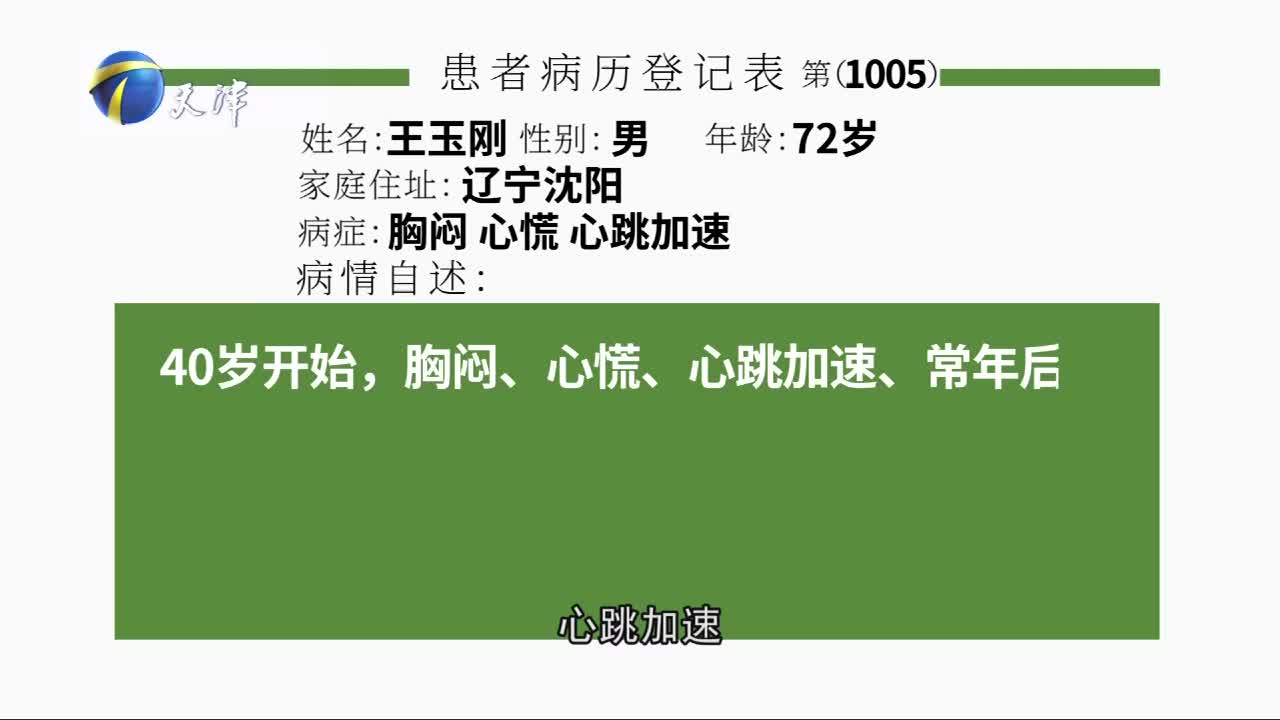 天津
患者病历登记表 第(1005)
姓名:王玉刚 性别:男 年龄:72岁
家庭住址:辽宁沈阳
病症:胸闷 心慌 心跳加速
病情自述:
40岁开始，胸闷、心慌、心跳加速、常年后
心跳加速